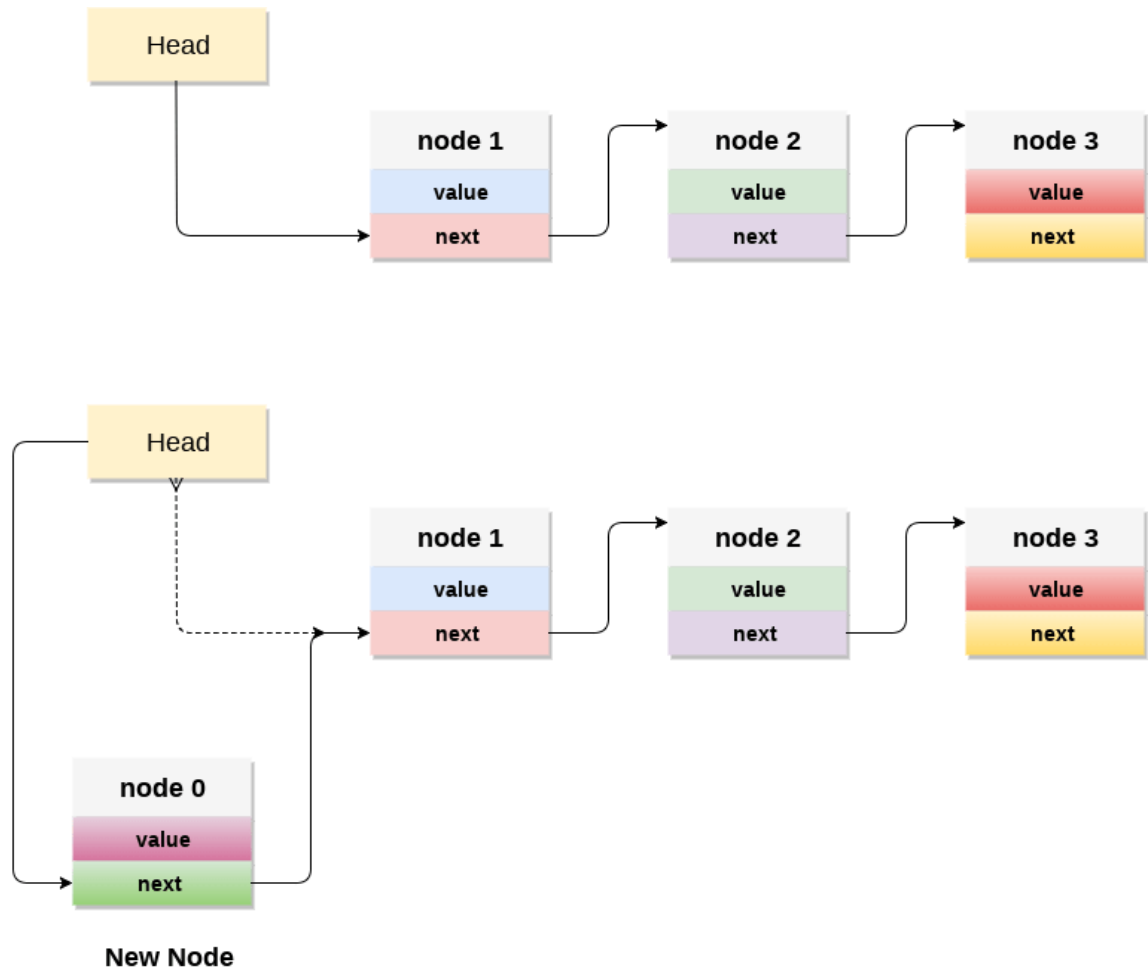 Head
node 1
value
next
node 2
value
next
node 3
value
next
Head
node 1
value
next
node 2
value
next
node 3
value
next
node 0
value
next
New Node